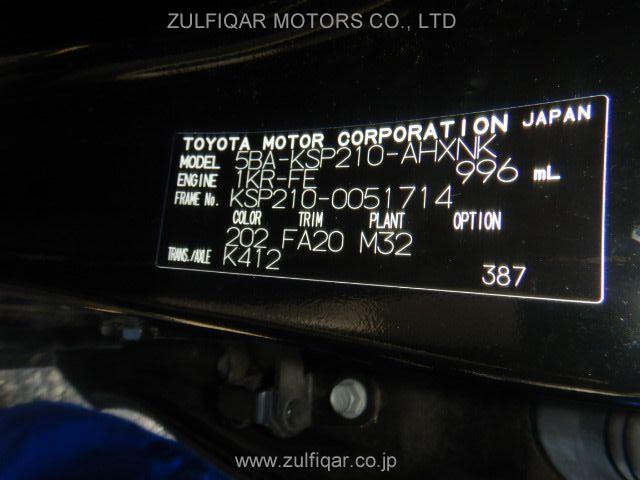 ZULFIQAR MOTORS CO., LTD
TOYOTA MOTOR CORPORATION JAPAN
MODEL 5BA-KSP210-AHXNK
ENGINE 1KR-FE 996 mL
FRAME No. KSP210-0051714
COLOR TRIM PLANT OPTION
202 FA20 M32
TRANS./AXLE K412
387
www.zulfiqar.co.jp